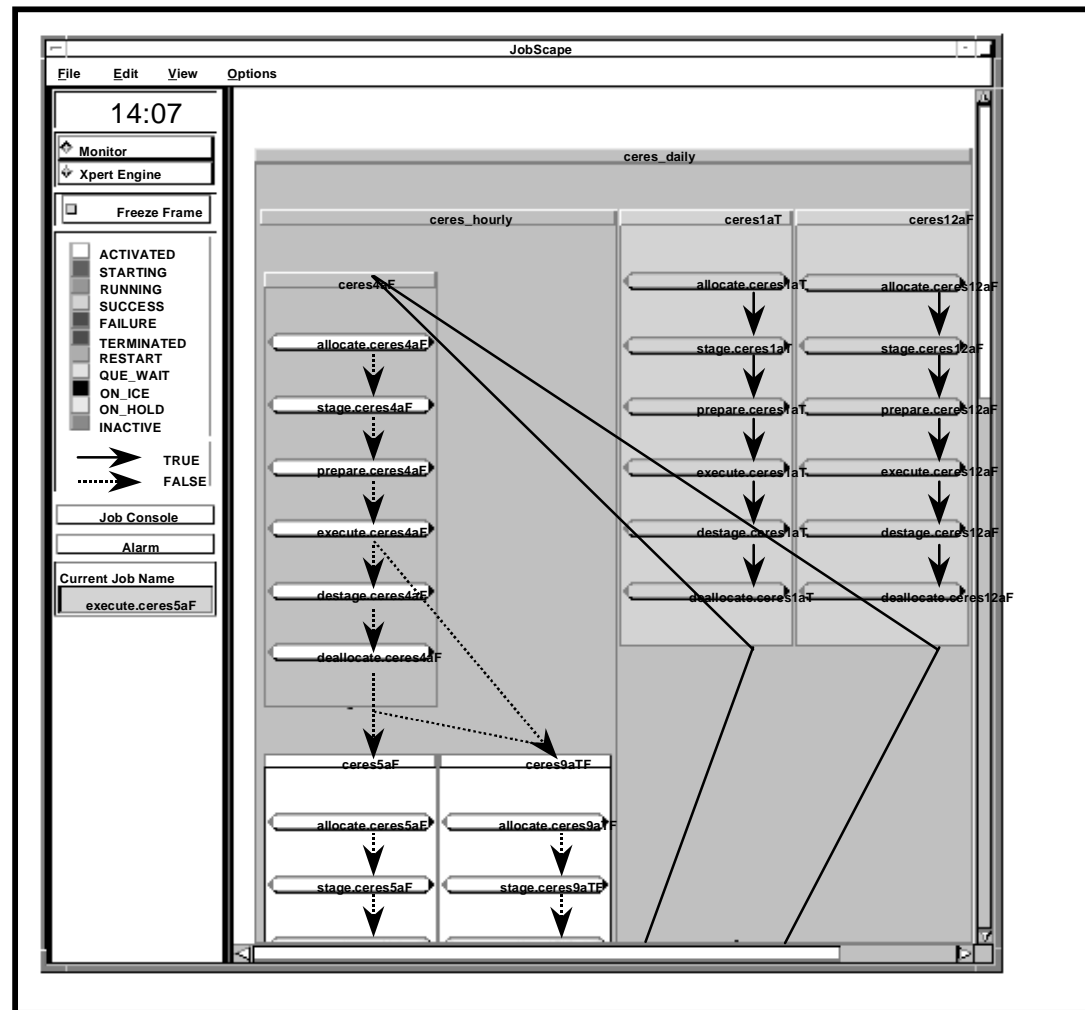 JobScape
File Edit View Options
14:07
Monitor
Xpert Engine
Freeze Frame
ACTIVATED
STARTING
RUNNING
SUCCESS
FAILURE
TERMINATED
RESTART
QUE_WAIT
ON_ICE
ON_HOLD
INACTIVE
TRUE
FALSE
Job Console
Alarm
Current Job Name
execute.ceres5aF
ceres_daily
ceres_hourly
ceres4aF
allocate.ceres4aF
stage.ceres4aF
prepare.ceres4aF
execute.ceres4aF
destage.ceres4aF
deallocate.ceres4aF
ceres5aF
allocate.ceres5aF
stage.ceres5aF
ceres9aTF
allocate.ceres9aTF
stage.ceres9aTF
ceres1aT
allocate.ceres1aT
stage.ceres1aT
prepare.ceres1aT
execute.ceres1aT
destage.ceres1aT
deallocate.ceres1aT
ceres12aF
allocate.ceres12aF
stage.ceres12aF
prepare.ceres12aF
execute.ceres12aF
destage.ceres12aF
deallocate.ceres12aF